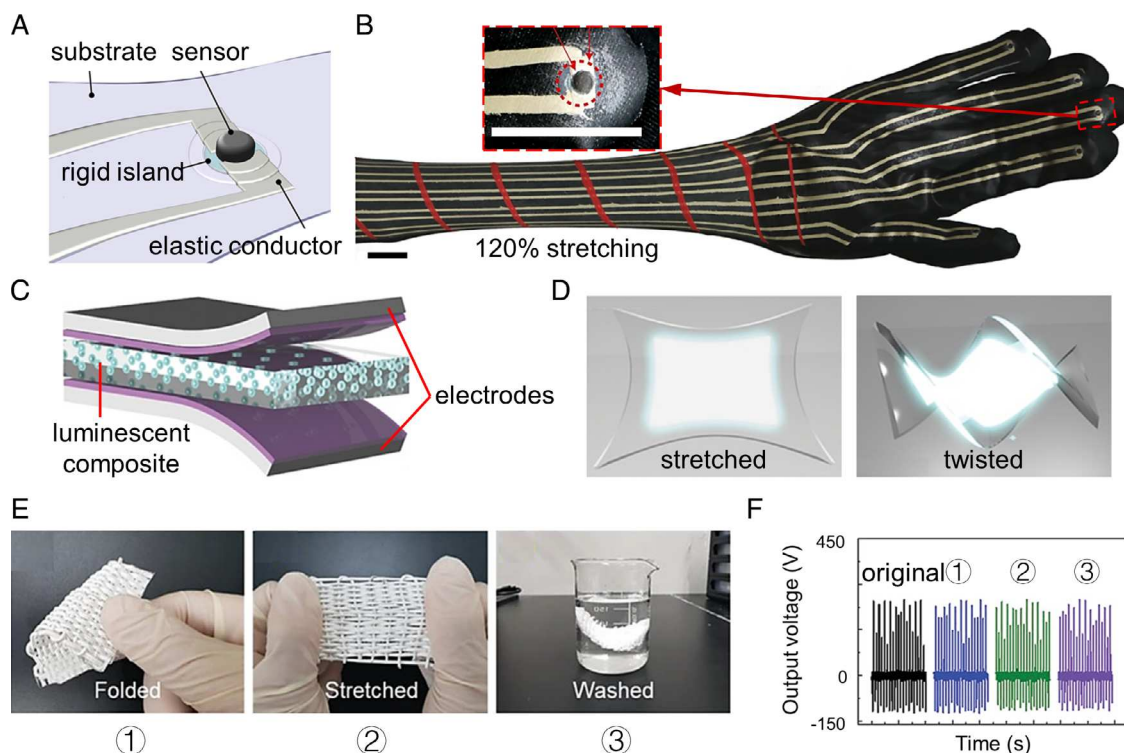 A
substrate
sensor
rigid island
elastic conductor
B
120% stretching
C
luminescent
composite
electrodes
D
stretched
twisted
E
Folded
Stretched
150
Washed
①
②
③
F
Output voltage (V)
450
0
-150
original
①
②
③
Time (s)